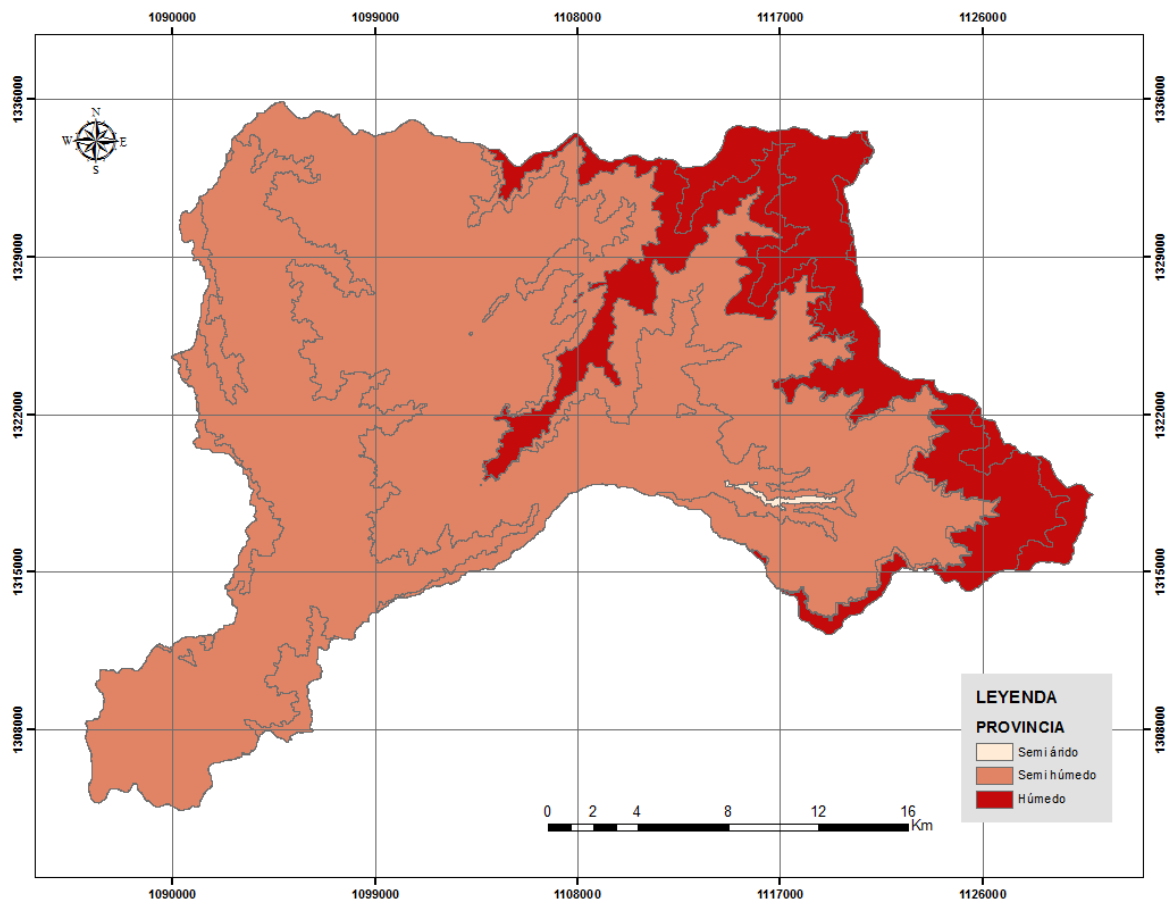 1090000 1099000 1108000 1117000 1126000
1336000 1336000
N
W E
S
1329000 1329000
1322000 1322000
1315000 1315000
LEYENDA
PROVINCIA
1308000 1308000
Semi árido
Semi húmedo
Húmedo
0 2 4 8 12 16
Km
1090000 1099000 1108000 1117000 1126000